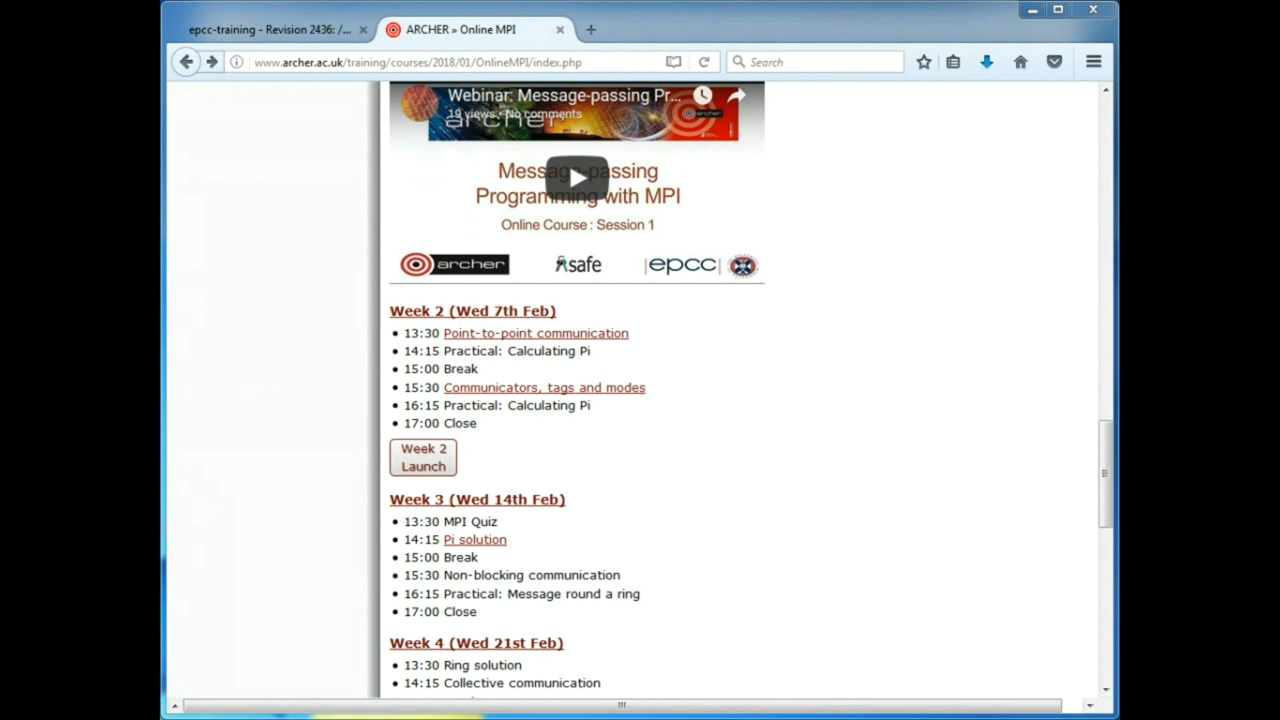 epcc-training - Revision 2436: /...
ARCHER » Online MPI
www.archer.ac.uk/training/courses/2018/01/OnlineMPI/index.php
Search
Webinar: Message-passing Pr...
19 views • No comments
archer
Message-passing
Programming with MPI
Online Course : Session 1
archer
safe
|epcc|
Week 2 (Wed 7th Feb)
• 13:30 Point-to-point communication
• 14:15 Practical: Calculating Pi
• 15:00 Break
• 15:30 Communicators, tags and modes
• 16:15 Practical: Calculating Pi
• 17:00 Close
Week 2
Launch
Week 3 (Wed 14th Feb)
• 13:30 MPI Quiz
• 14:15 Pi solution
• 15:00 Break
• 15:30 Non-blocking communication
• 16:15 Practical: Message round a ring
• 17:00 Close
Week 4 (Wed 21st Feb)
• 13:30 Ring solution
• 14:15 Collective communication